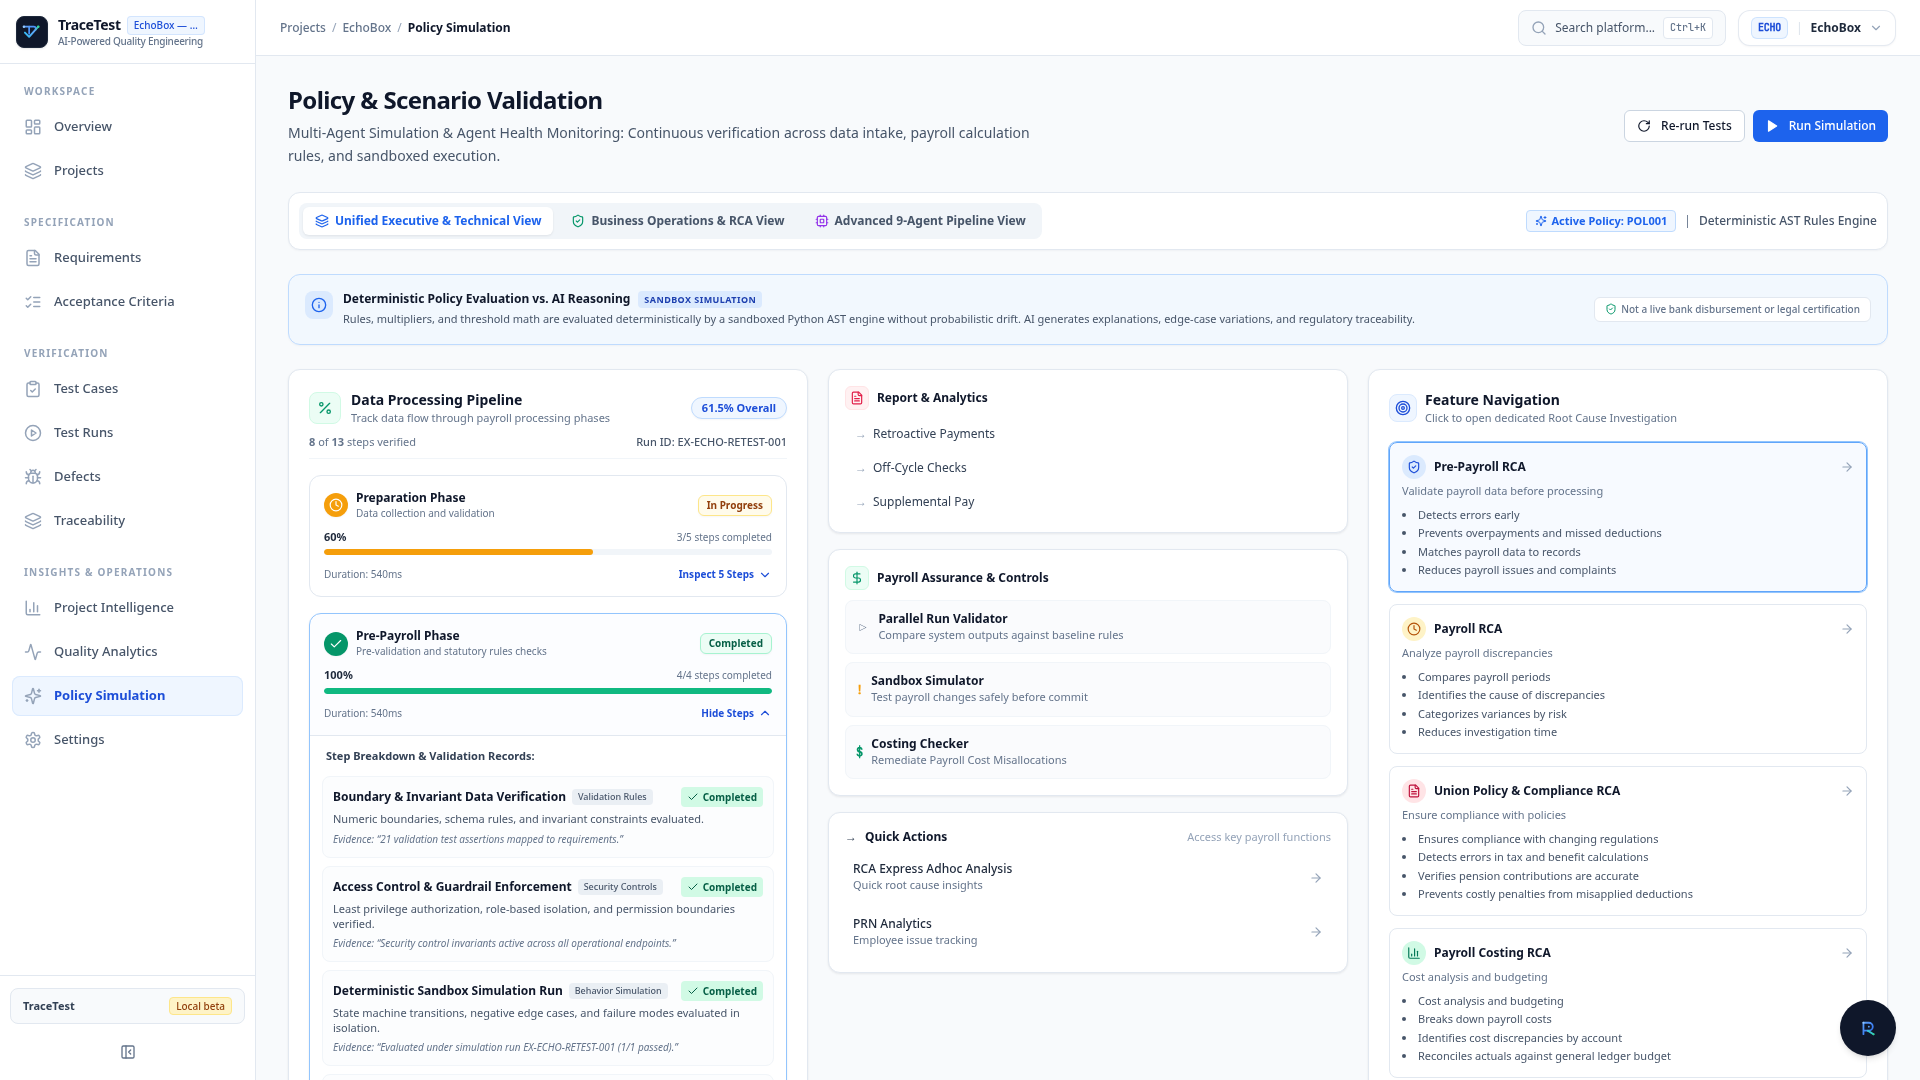 TraceTest
EchoBox — ...
AI-Powered Quality Engineering
WORKSPACE
Overview
Projects
SPECIFICATION
Requirements
Acceptance Criteria
VERIFICATION
Test Cases
Test Runs
Defects
Traceability
INSIGHTS & OPERATIONS
Project Intelligence
Quality Analytics
Policy Simulation
Settings
TraceTest
Local beta
Projects / EchoBox / Policy Simulation
Search platform...
Ctrl+K
ECHO
EchoBox
Policy & Scenario Validation
Multi-Agent Simulation & Agent Health Monitoring: Continuous verification across data intake, payroll calculation
rules, and sandboxed execution.
Re-run Tests
Run Simulation
Unified Executive & Technical View
Business Operations & RCA View
Advanced 9-Agent Pipeline View
Active Policy: POL001
| Deterministic AST Rules Engine
Deterministic Policy Evaluation vs. AI Reasoning
SANDBOX SIMULATION
Rules, multipliers, and threshold math are evaluated deterministically by a sandboxed Python AST engine without probabilistic drift. AI generates explanations, edge-case variations, and regulatory traceability.
Not a live bank disbursement or legal certification
Data Processing Pipeline
Track data flow through payroll processing phases
61.5% Overall
8 of 13 steps verified
Run ID: EX-ECHO-RETEST-001
Preparation Phase
Data collection and validation
In Progress
60%
3/5 steps completed
Duration: 540ms
Inspect 5 Steps
Pre-Payroll Phase
Pre-validation and statutory rules checks
Completed
100%
4/4 steps completed
Duration: 540ms
Hide Steps
Step Breakdown & Validation Records:
Boundary & Invariant Data Verification
Validation Rules
Completed
Numeric boundaries, schema rules, and invariant constraints evaluated.
Evidence: "21 validation test assertions mapped to requirements."
Access Control & Guardrail Enforcement
Security Controls
Completed
Least privilege authorization, role-based isolation, and permission boundaries
verified.
Evidence: "Security control invariants active across all operational endpoints."
Deterministic Sandbox Simulation Run
Behavior Simulation
Completed
State machine transitions, negative edge cases, and failure modes evaluated in
isolation.
Evidence: "Evaluated under simulation run EX-ECHO-RETEST-001 (1/1 passed)."
Report & Analytics
→ Retroactive Payments
→ Off-Cycle Checks
→ Supplemental Pay
$ Payroll Assurance & Controls
▷ Parallel Run Validator
Compare system outputs against baseline rules
! Sandbox Simulator
Test payroll changes safely before commit
$ Costing Checker
Remediate Payroll Cost Misallocations
→ Quick Actions
Access key payroll functions
RCA Express Adhoc Analysis
Quick root cause insights
PRN Analytics
Employee issue tracking
Feature Navigation
Click to open dedicated Root Cause Investigation
Pre-Payroll RCA
Validate payroll data before processing
• Detects errors early
• Prevents overpayments and missed deductions
• Matches payroll data to records
• Reduces payroll issues and complaints
Payroll RCA
Analyze payroll discrepancies
• Compares payroll periods
• Identifies the cause of discrepancies
• Categorizes variances by risk
• Reduces investigation time
Union Policy & Compliance RCA
Ensure compliance with policies
• Ensures compliance with changing regulations
• Detects errors in tax and benefit calculations
• Verifies pension contributions are accurate
• Prevents costly penalties from misapplied deductions
Payroll Costing RCA
Cost analysis and budgeting
• Cost analysis and budgeting
• Breaks down payroll costs
• Identifies cost discrepancies by account
• Reconciles actuals against general ledger budget